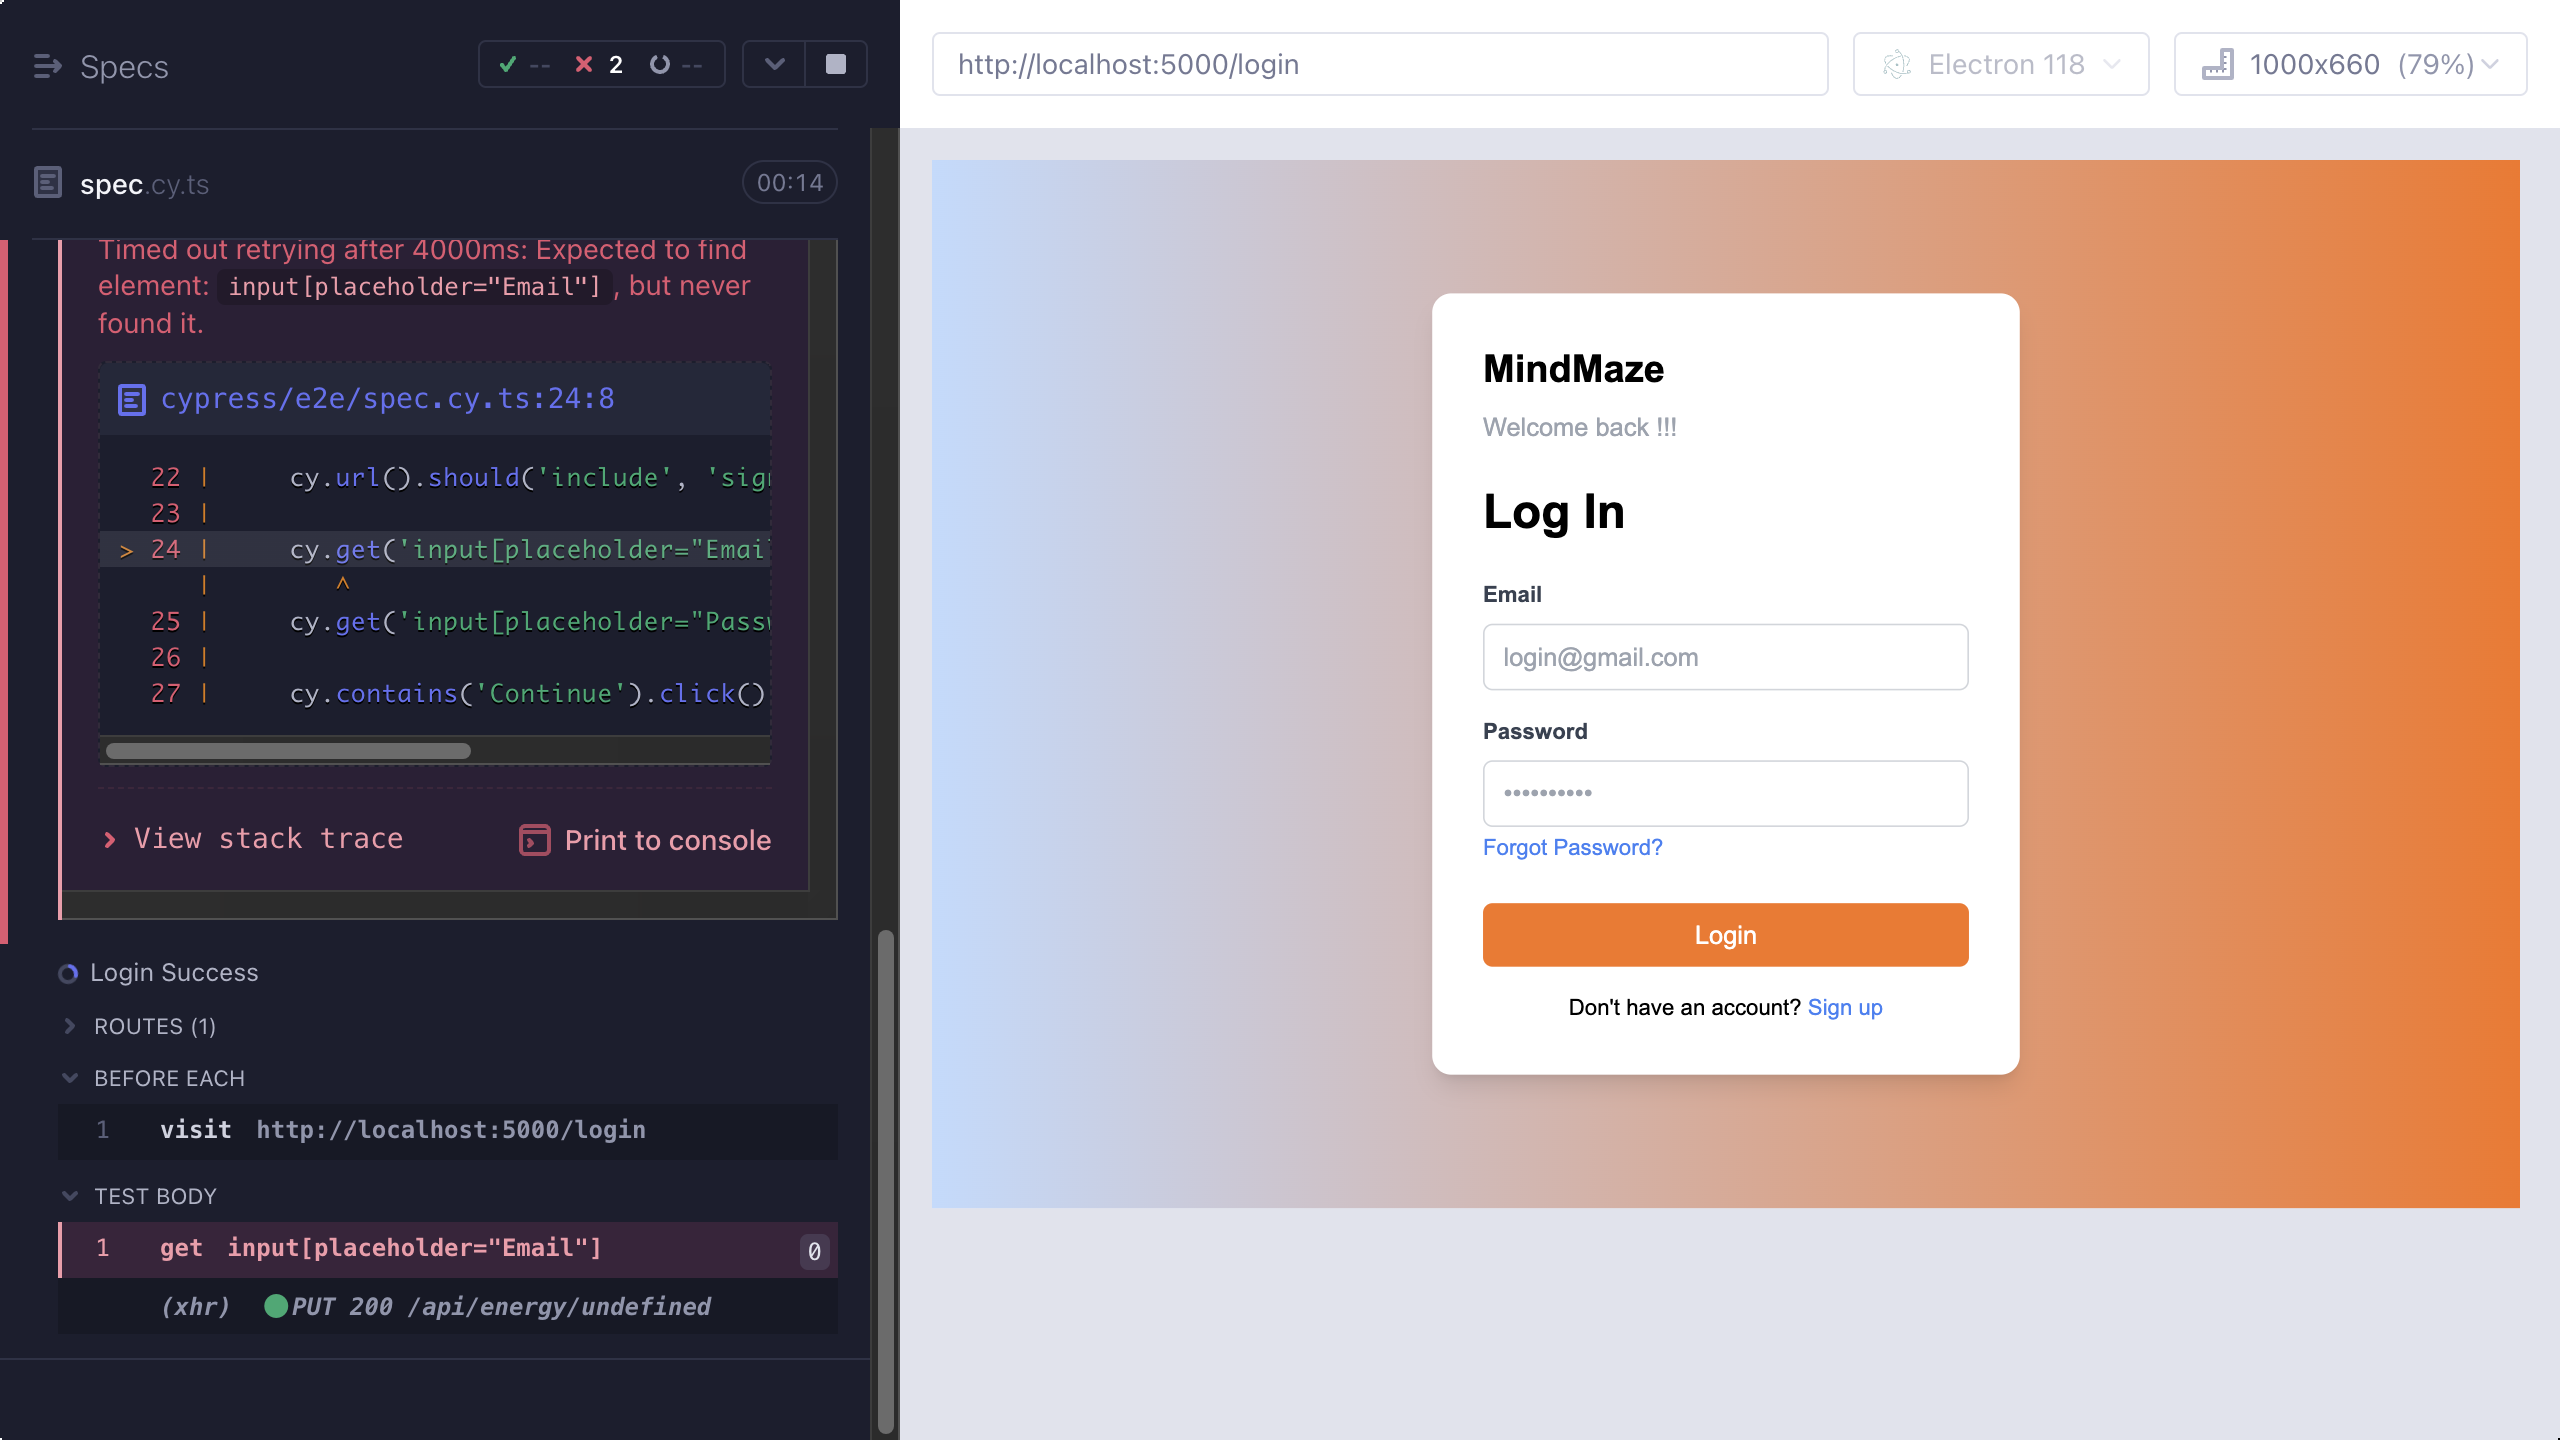 Specs
-- 2 --
spec.cy.ts
00:14
Timed out retrying after 4000ms: Expected to find
element: input[placeholder="Email"] , but never
found it.
cypress/e2e/spec.cy.ts:24:8
22 | cy.url().should('include', 'sign
23 |
> 24 | cy.get('input[placeholder="Email
| ^
25 | cy.get('input[placeholder="Passw
26 |
27 | cy.contains('Continue').click()
View stack trace
Print to console
Login Success
ROUTES (1)
BEFORE EACH
1 visit http://localhost:5000/login
TEST BODY
1 get input[placeholder="Email"] 0
(xhr) PUT 200 /api/energy/undefined
http://localhost:5000/login
Electron 118
1000x660 (79%)
MindMaze
Welcome back !!!
Log In
Email
login@gmail.com
Password
••••••••••
Forgot Password?
Login
Don't have an account? Sign up